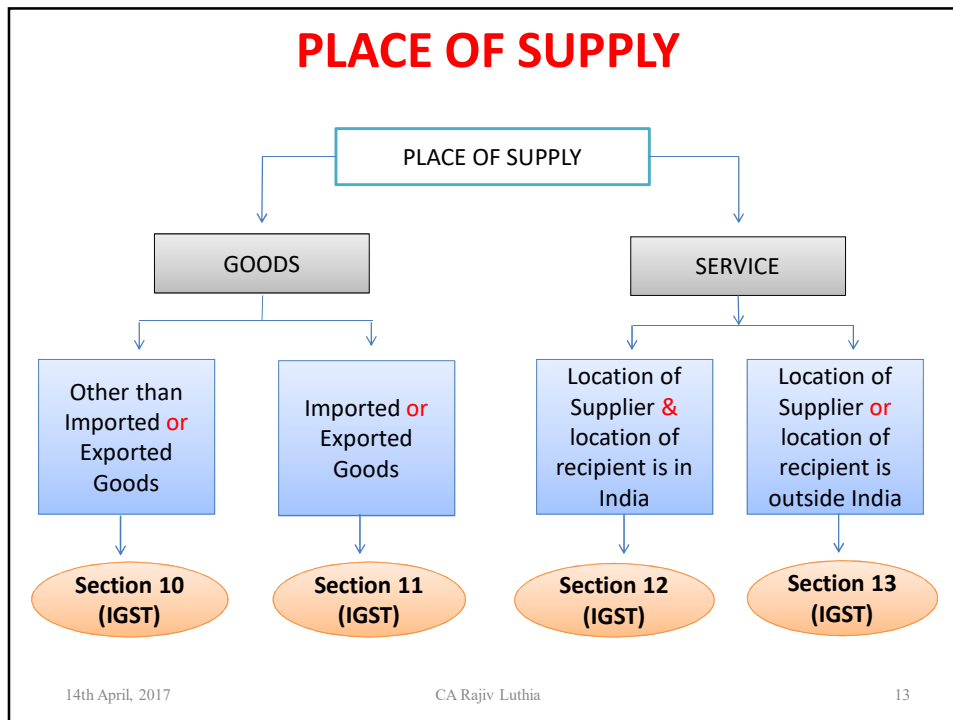 PLACE OF SUPPLY
PLACE OF SUPPLY
GOODS
SERVICE
Other than
Imported or
Exported
Goods
Imported or
Exported
Goods
Location of
Supplier &
location of
recipient is in
India
Location of
Supplier or
location of
recipient is
outside India
Section 10
(IGST)
Section 11
(IGST)
Section 12
(IGST)
Section 13
(IGST)
14th April, 2017
CA Rajiv Luthia
13